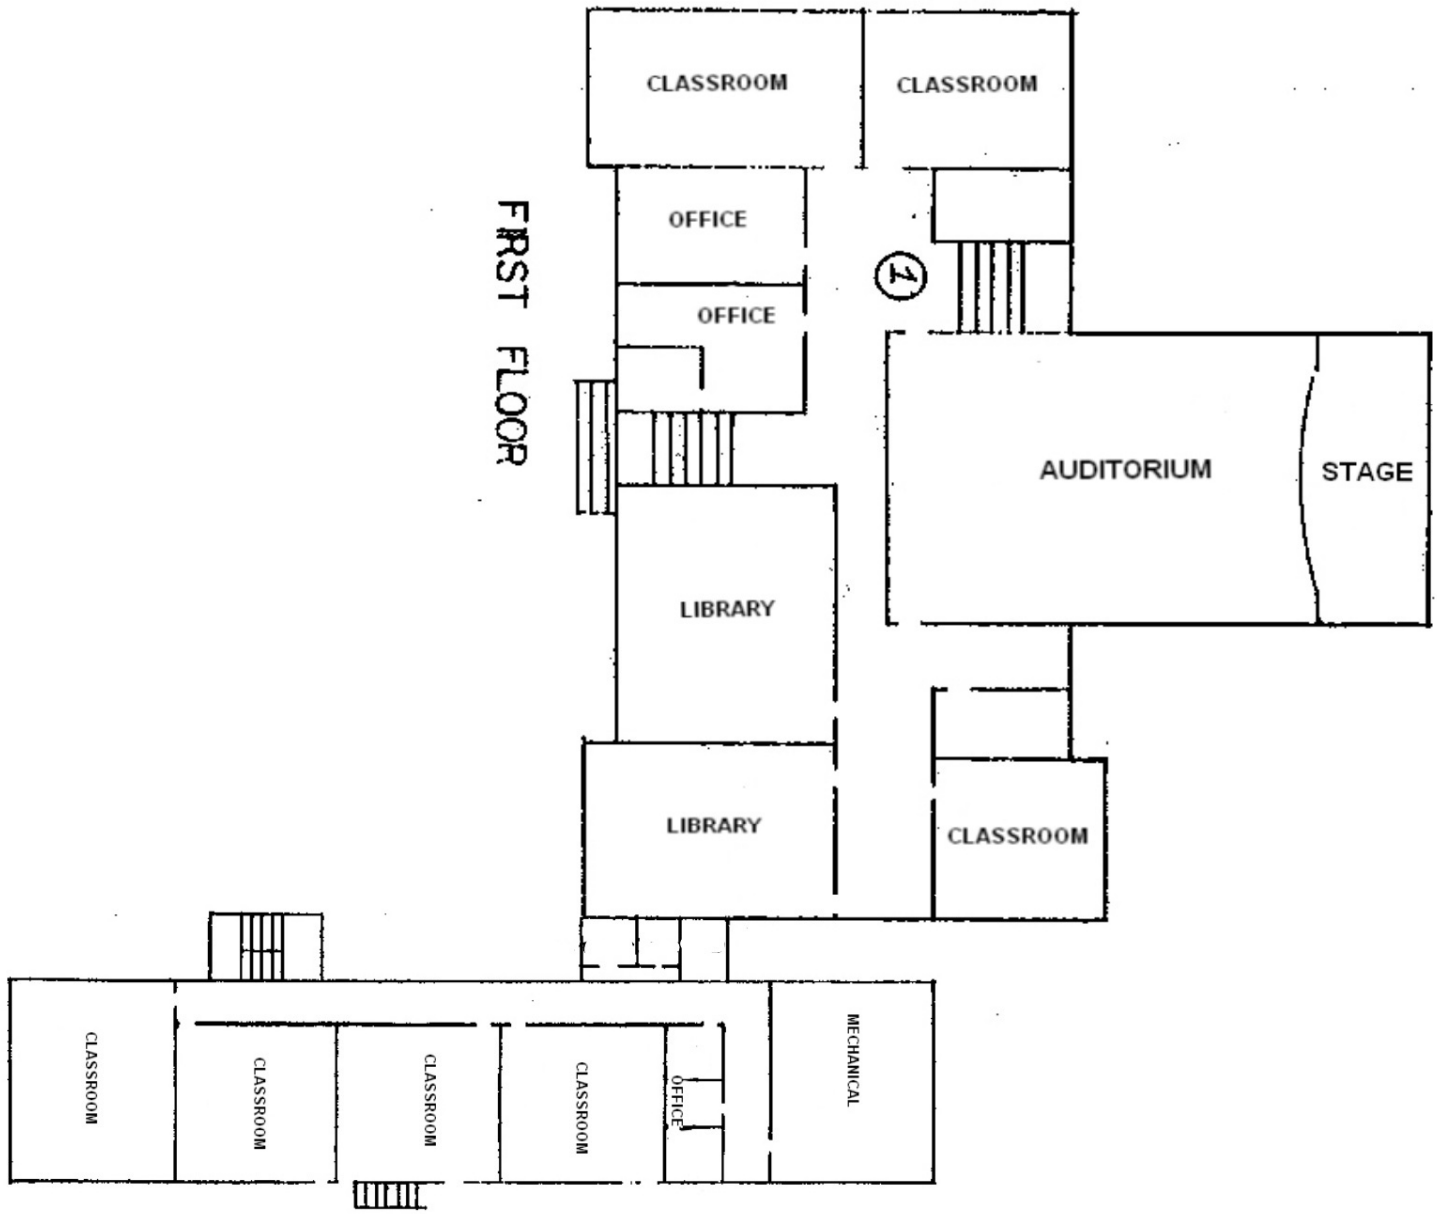 CLASSROOM
CLASSROOM
OFFICE
FIRST FLOOR
1
OFFICE
AUDITORIUM
STAGE
LIBRARY
LIBRARY
CLASSROOM
CLASSROOM
CLASSROOM
CLASSROOM
CLASSROOM
OFFICE
MECHANICAL